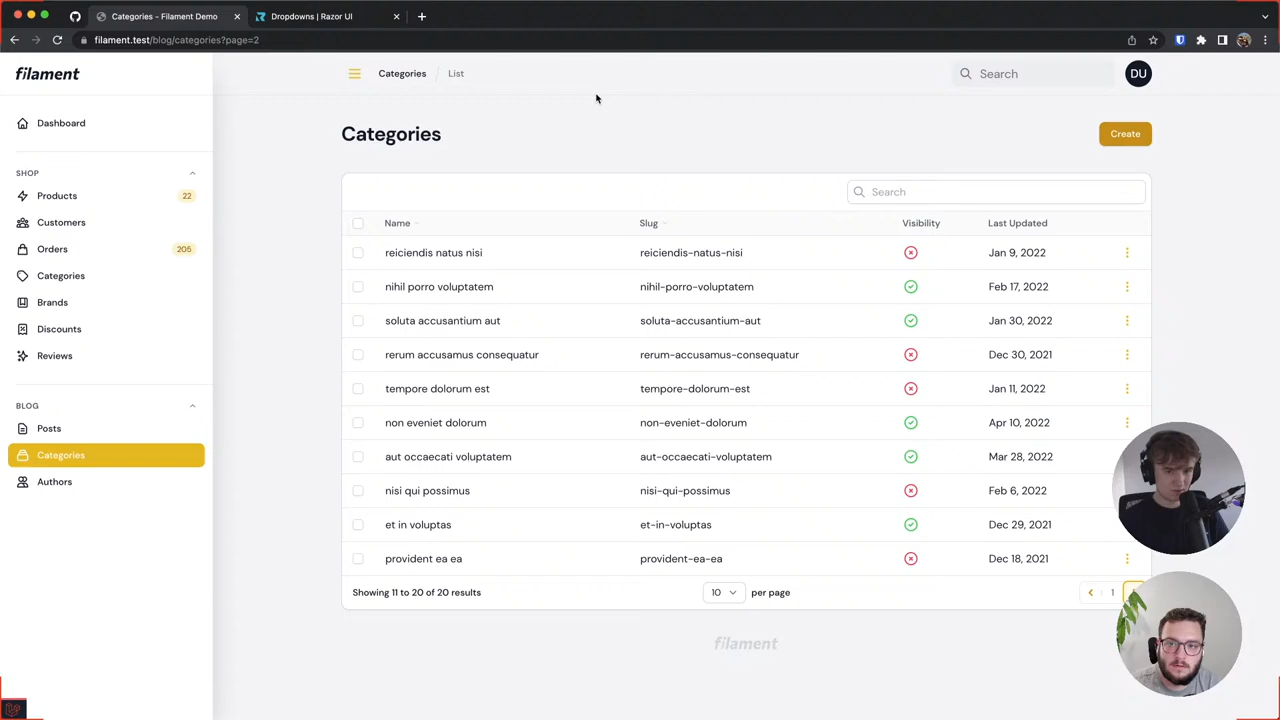 Categories - Filament Demo
Dropdowns | Razor UI
filament.test/blog/categories?page=2
filament
Categories
List
Search
DU
Dashboard
SHOP
Products 22
Customers
Orders 205
Categories
Brands
Discounts
Reviews
BLOG
Posts
Categories
Authors
Categories
Create
Search
Name Slug Visibility Last Updated
reiciendis natus nisi reiciendis-natus-nisi Jan 9, 2022
nihil porro voluptatem nihil-porro-voluptatem Feb 17, 2022
soluta accusantium aut soluta-accusantium-aut Jan 30, 2022
rerum accusamus consequatur rerum-accusamus-consequatur Dec 30, 2021
tempore dolorum est tempore-dolorum-est Jan 11, 2022
non eveniet dolorum non-eveniet-dolorum Apr 10, 2022
aut occaecati voluptatem aut-occaecati-voluptatem Mar 28, 2022
nisi qui possimus nisi-qui-possimus Feb 6, 2022
et in voluptas et-in-voluptas Dec 29, 2021
provident ea ea provident-ea-ea Dec 18, 2021
Showing 11 to 20 of 20 results
10 per page
1
filament